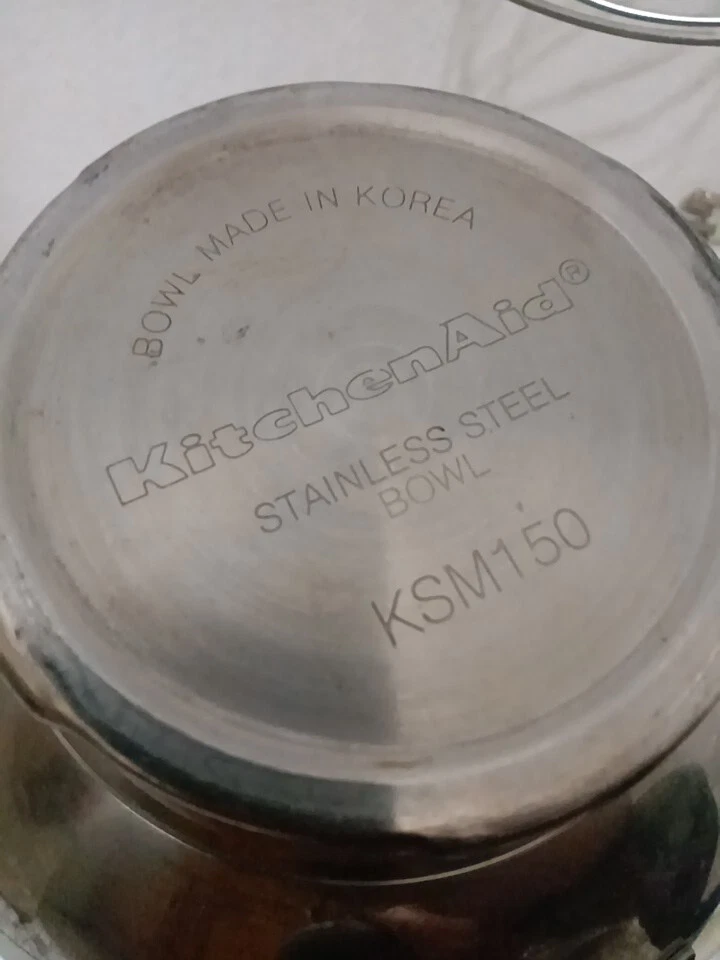 BOWL MADE IN KOREA
KitchenAid®
STAINLESS STEEL
BOWL
KSM150